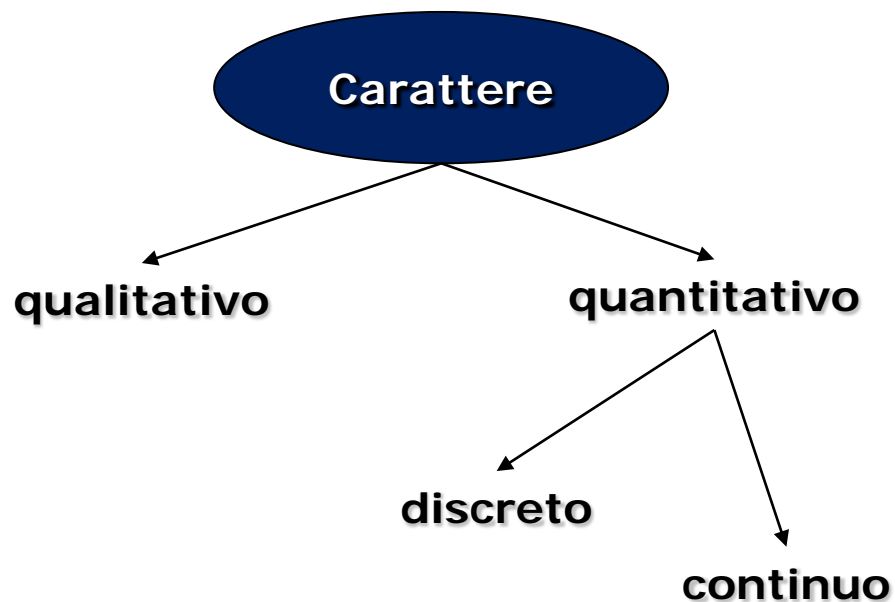 Carattere
qualitativo
quantitativo
discreto
continuo